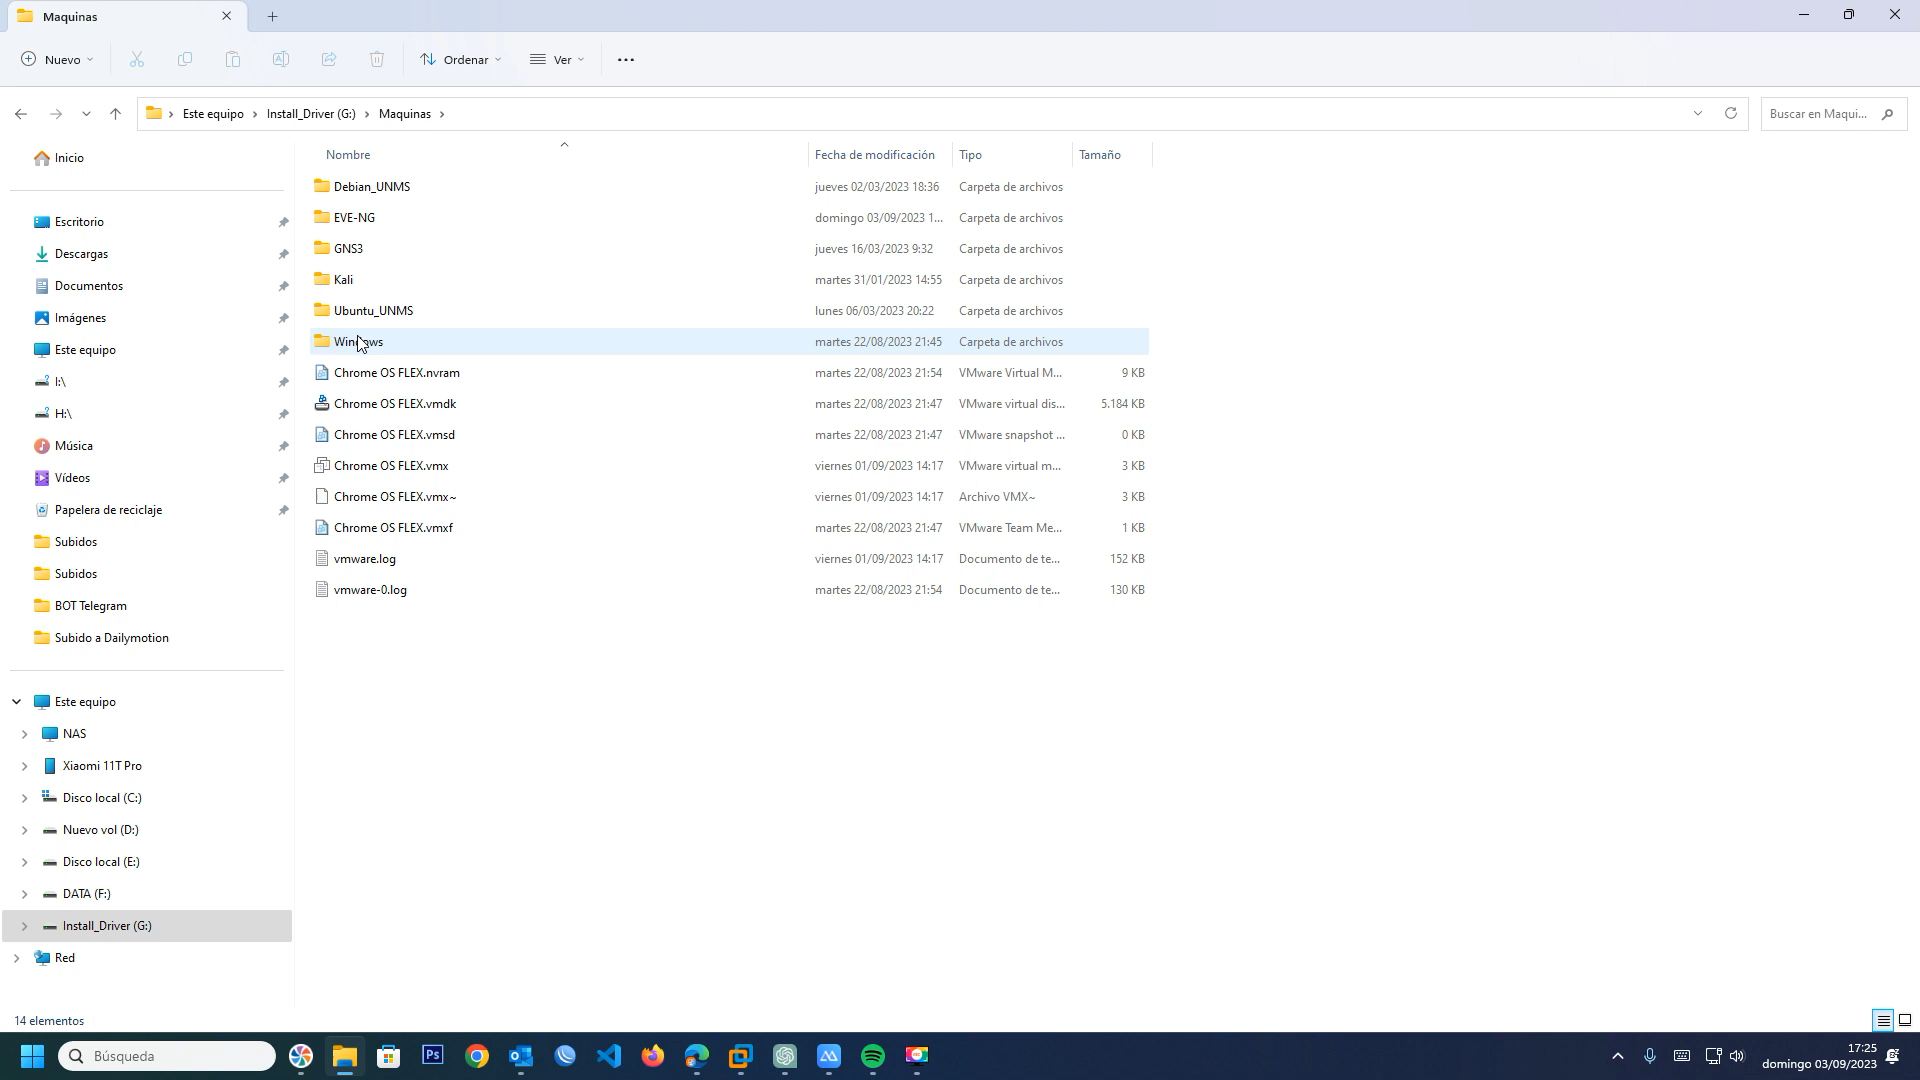 Maquinas
Nuevo
Ordenar
Ver
Este equipo
Install_Driver (G:)
Maquinas
Buscar en Maqui...
Nombre
Fecha de modificación
Tipo
Tamaño
Debian_UNMS jueves 02/03/2023 18:36 Carpeta de archivos
EVE-NG domingo 03/09/2023 1... Carpeta de archivos
GNS3 jueves 16/03/2023 9:32 Carpeta de archivos
Kali martes 31/01/2023 14:55 Carpeta de archivos
Ubuntu_UNMS lunes 06/03/2023 20:22 Carpeta de archivos
Windows martes 22/08/2023 21:45 Carpeta de archivos
Chrome OS FLEX.nvram martes 22/08/2023 21:54 VMware Virtual M... 9 KB
Chrome OS FLEX.vmdk martes 22/08/2023 21:47 VMware virtual dis... 5.184 KB
Chrome OS FLEX.vmsd martes 22/08/2023 21:47 VMware snapshot ... 0 KB
Chrome OS FLEX.vmx viernes 01/09/2023 14:17 VMware virtual m... 3 KB
Chrome OS FLEX.vmx~ viernes 01/09/2023 14:17 Archivo VMX~ 3 KB
Chrome OS FLEX.vmxf martes 22/08/2023 21:47 VMware Team Me... 1 KB
vmware.log viernes 01/09/2023 14:17 Documento de te... 152 KB
vmware-0.log martes 22/08/2023 21:54 Documento de te... 130 KB
Inicio
Escritorio
Descargas
Documentos
Imágenes
Este equipo
I:\
H:\
Música
Vídeos
Papelera de reciclaje
Subidos
Subidos
BOT Telegram
Subido a Dailymotion
Este equipo
NAS
Xiaomi 11T Pro
Disco local (C:)
Nuevo vol (D:)
Disco local (E:)
DATA (F:)
Install_Driver (G:)
Red
14 elementos
Búsqueda
Ps
17:25
domingo 03/09/2023